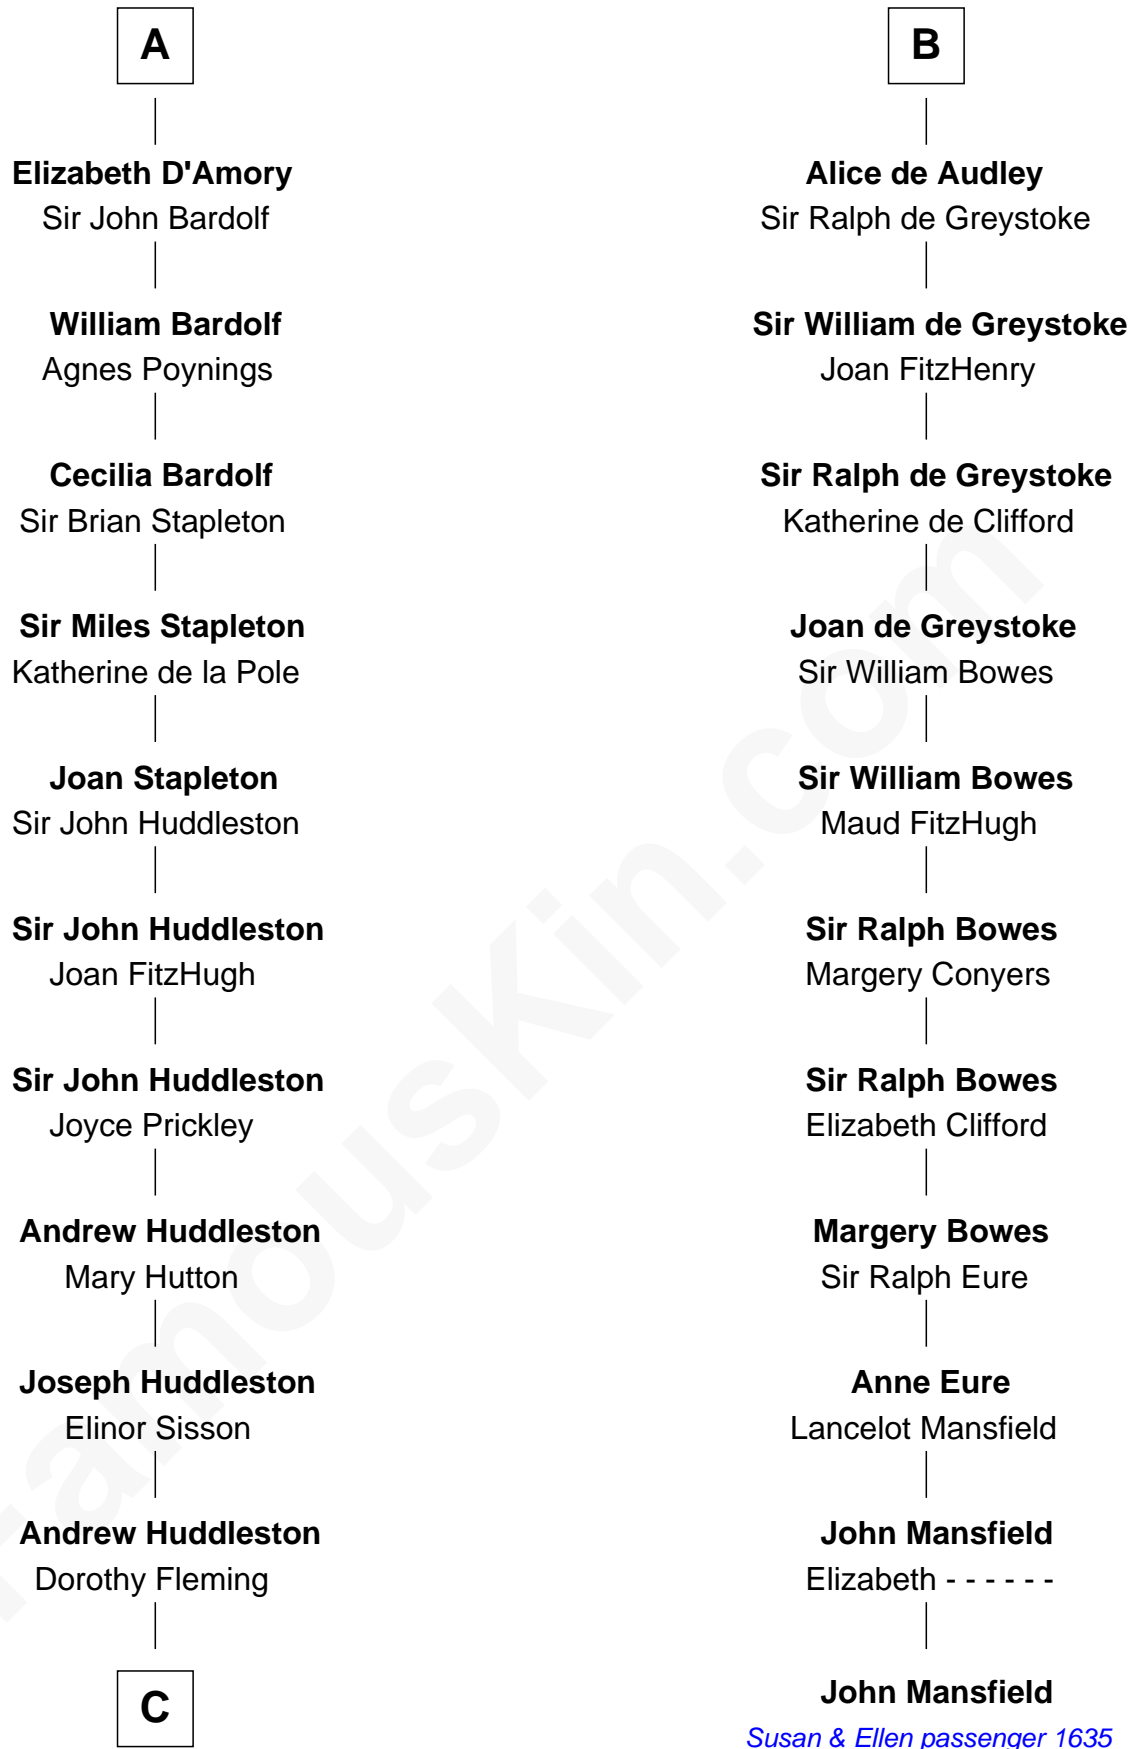 A
Elizabeth D'Amory
Sir John Bardolf
William Bardolf
Agnes Poynings
Cecilia Bardolf
Sir Brian Stapleton
Sir Miles Stapleton
Katherine de la Pole
Joan Stapleton
Sir John Huddleston
Sir John Huddleston
Joan FitzHugh
Sir John Huddleston
Joyce Prickley
Andrew Huddleston
Mary Hutton
Joseph Huddleston
Elinor Sisson
Andrew Huddleston
Dorothy Fleming
C
B
Alice de Audley
Sir Ralph de Greystoke
Sir William de Greystoke
Joan FitzHenry
Sir Ralph de Greystoke
Katherine de Clifford
Joan de Greystoke
Sir William Bowes
Sir William Bowes
Maud FitzHugh
Sir Ralph Bowes
Margery Conyers
Sir Ralph Bowes
Elizabeth Clifford
Margery Bowes
Sir Ralph Eure
Anne Eure
Lancelot Mansfield
John Mansfield
Elizabeth - - - - - -
John Mansfield
Susan & Ellen passenger 1635
FamousKin.com